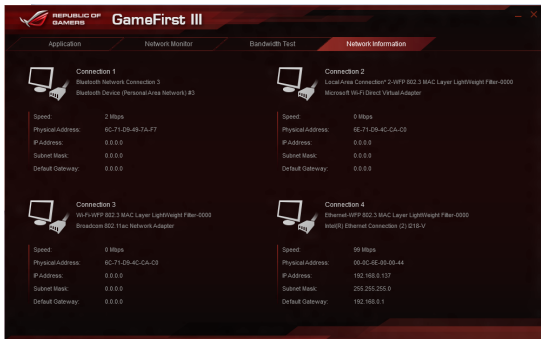 REPUBLIC OF
GAMERS
GameFirst III
Application
Network Monitor
Bandwidth Test
Network Information
Connection 1
Bluetooth Network Connection 3
Bluetooth Device (Personal Area Network) #3
Speed: 2 Mbps
Physical Address: 6C-71-D9-49-7A-F7
IP Address: 0.0.0.0
Subnet Mask: 0.0.0.0
Default Gateway: 0.0.0.0
Connection 2
Local Area Connection* 2-WFP 802.3 MAC Layer LightWeight Filter-0000
Microsoft Wi-Fi Direct Virtual Adapter
Speed: 0 Mbps
Physical Address: 6E-71-D9-4C-CA-C0
IP Address: 0.0.0.0
Subnet Mask: 0.0.0.0
Default Gateway: 0.0.0.0
Connection 3
Wi-Fi-WFP 802.3 MAC Layer LightWeight Filter-0000
Broadcom 802.11ac Network Adapter
Speed: 0 Mbps
Physical Address: 6C-71-D9-4C-CA-C0
IP Address: 0.0.0.0
Subnet Mask: 0.0.0.0
Default Gateway: 0.0.0.0
Connection 4
Ethernet-WFP 802.3 MAC Layer LightWeight Filter-0000
Intel(R) Ethernet Connection (2) I218-V
Speed: 99 Mbps
Physical Address: 00-0C-6E-00-00-44
IP Address: 192.168.0.137
Subnet Mask: 255.255.255.0
Default Gateway: 192.168.0.1